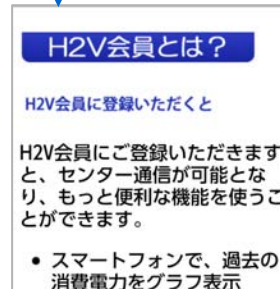 H2V会員とは？
H2V会員に登録いただくと
H2V会員にご登録いただきます
と、センター通信が可能とな
り、もっと便利な機能を使うこ
とができます。
• スマートフォンで、過去の
消費電力をグラフ表示